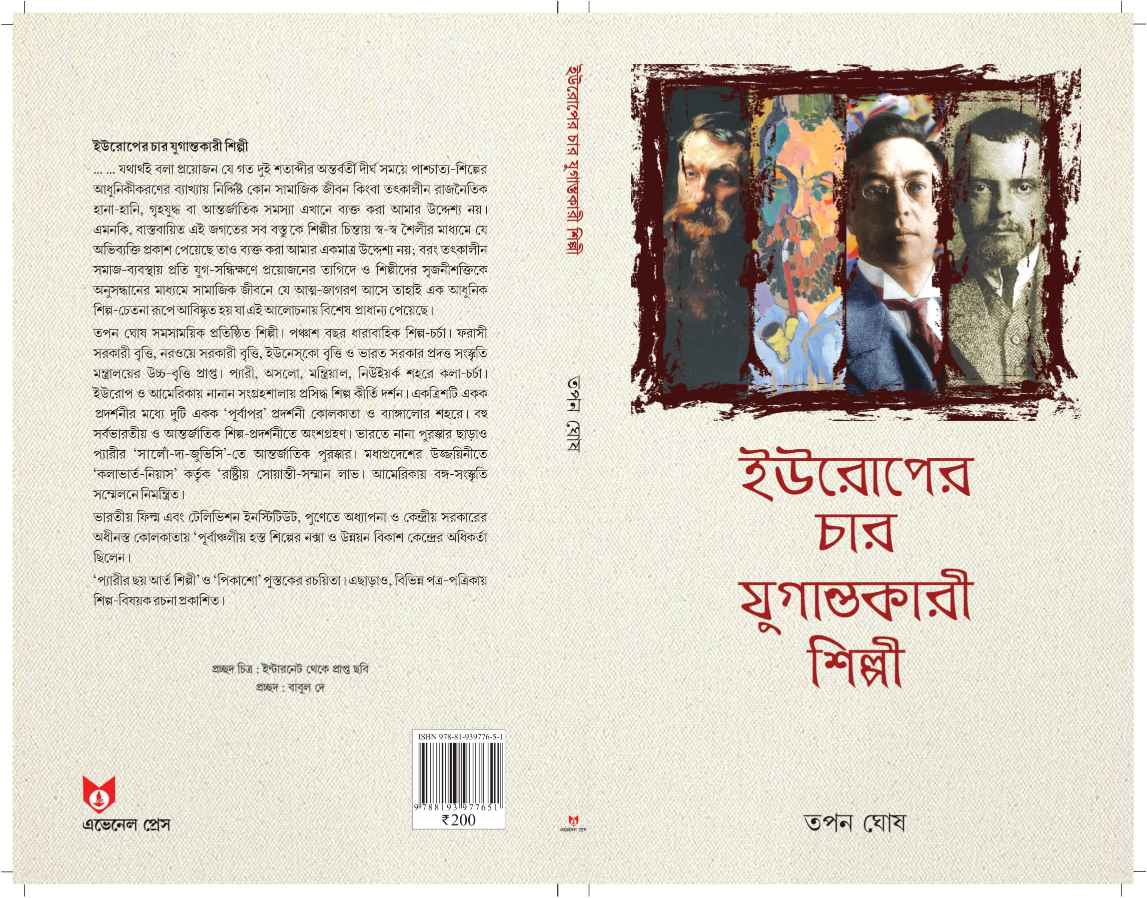 ইউরোপের চার যুগান্তকারী শিল্পী
... ... যথার্থই বলা প্রয়োজন যে গত দুই শতাব্দীর অন্তর্বর্তী দীর্ঘ সময়ে পাশ্চাত্য-শিল্পের
আধুনিকীকরণের ব্যাখ্যায় নির্দিষ্ট কোন সামাজিক জীবন কিংবা তৎকালীন রাজনৈতিক
হানা-হানি, গৃহযুদ্ধ বা আন্তর্জাতিক সমস্যা এখানে ব্যক্ত করা আমার উদ্দেশ্য নয়।
এমনকি, বাস্তবায়িত এই জগতের সব বস্তুকে শিল্পীর চিন্তায় স্ব-স্ব শৈলীর মাধ্যমে যে
অভিব্যক্তি প্রকাশ পেয়েছে তাও ব্যক্ত করা আমার একমাত্র উদ্দেশ্য নয়; বরং তৎকালীন
সমাজ-ব্যবস্থায় প্রতি যুগ-সন্ধিক্ষণে প্রয়োজনের তাগিদে ও শিল্পীদের সৃজনীশক্তিকে
অনুসন্ধানের মাধ্যমে সামাজিক জীবনে যে আত্ম-জাগরণ আসে তাহাই এক আধুনিক
শিল্প-চেতনা রূপে আবিষ্কৃত হয় যা এই আলোচনায় বিশেষ প্রাধান্য পেয়েছে।
তপন ঘোষ সমসাময়িক প্রতিষ্ঠিত শিল্পী। পঞ্চাশ বছর ধারাবাহিক শিল্প-চর্চা। ফরাসী
সরকারী বৃত্তি, নরওয়ে সরকারী বৃত্তি, ইউনেস্কো বৃত্তি ও ভারত সরকার প্রদত্ত সংস্কৃতি
মন্ত্রালয়ের উচ্চ-বৃত্তি প্রাপ্ত। প্যারী, অসলো, মন্ট্রিয়াল, নিউইয়র্ক শহরে কলা-চর্চা।
ইউরোপ ও আমেরিকায় নানান সংগ্রহশালায় প্রসিদ্ধ শিল্প কীর্তি দর্শন। একত্রিশটি একক
প্রদর্শনীর মধ্যে দুটি একক ‘পূর্বাপর’ প্রদর্শনী কোলকাতা ও ব্যাঙ্গালোর শহরে। বহু
সর্বভারতীয় ও আন্তর্জাতিক শিল্প-প্রদর্শনীতে অংশগ্রহণ। ভারতে নানা পুরস্কার ছাড়াও
প্যারীর ‘সালোঁ-দ্য-জুভিসি’-তে আন্তর্জাতিক পুরস্কার। মধ্যপ্রদেশের উজ্জয়িনীতে
‘কলাভার্ত-নিয়াস’ কর্তৃক ‘রাষ্ট্রীয় সোয়াস্তী-সম্মান লাভ। আমেরিকায় বঙ্গ-সংস্কৃতি
সম্মেলনে নিমন্ত্রিত।
ভারতীয় ফিল্ম এবং টেলিভিশন ইনস্টিটিউট, পুণেতে অধ্যাপনা ও কেন্দ্রীয় সরকারের
অধীনস্ত কোলকাতায় ‘পূর্বাঞ্চলীয় হস্ত শিল্পের নক্সা ও উন্নয়ন বিকাশ কেন্দ্রের অধিকর্তা
ছিলেন।
‘প্যারীর ছয় আর্ত শিল্পী’ ও ‘পিকাশো’ পুস্তকের রচয়িতা। এছাড়াও, বিভিন্ন পত্র-পত্রিকায়
শিল্প-বিষয়ক রচনা প্রকাশিত।
প্রচ্ছদ চিত্র : ইন্টারনেট থেকে প্রাপ্ত ছবি
প্রচ্ছদ : বাবুল দে
ISHN 978-81-939776-5-1
9 788193 977651
₹200
এভেনেল প্রেস
ইউরোপের চার যুগান্তকারী শিল্পী
তপন ঘোষ
এভেনেল প্রেস
ইউরোপের
চার
যুগান্তকারী
শিল্পী
তপন ঘোষ